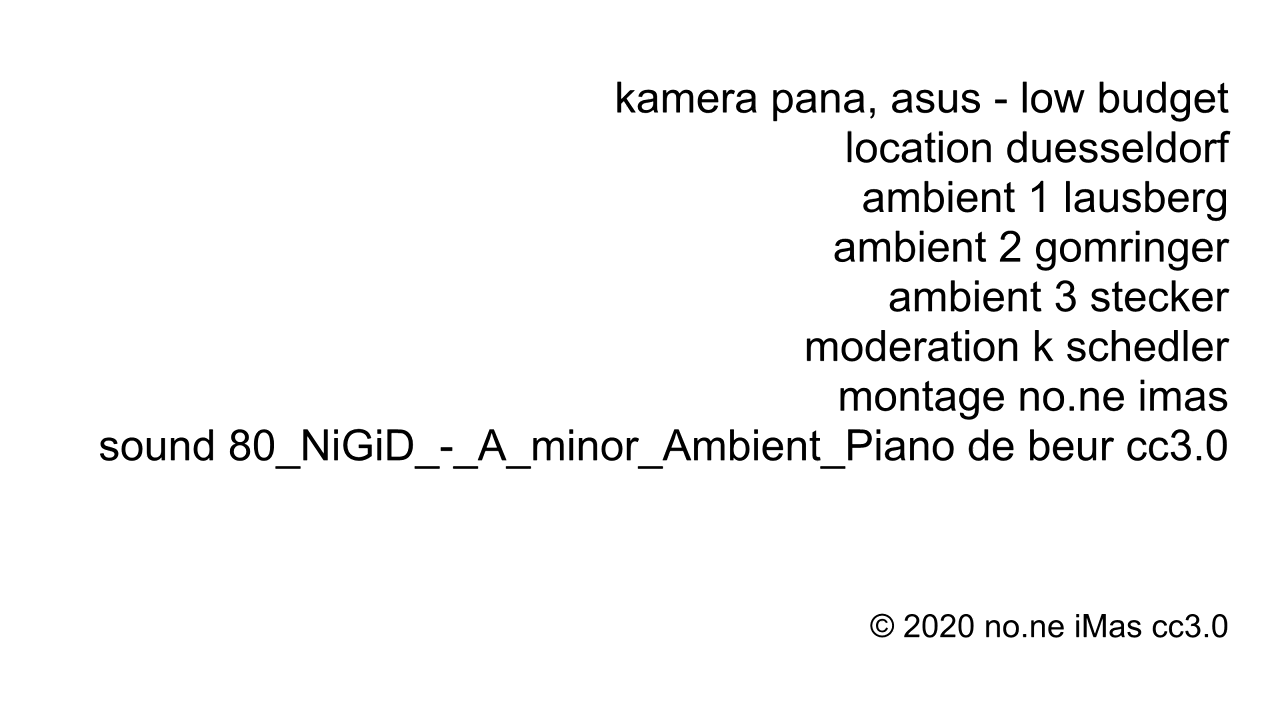 kamera pana, asus - low budget
location duesseldorf
ambient 1 lausberg
ambient 2 gomringer
ambient 3 stecker
moderation k schedler
montage no.ne imas
sound 80_NiGiD_-_A_minor_Ambient_Piano de beur cc3.0
© 2020 no.ne iMas cc3.0